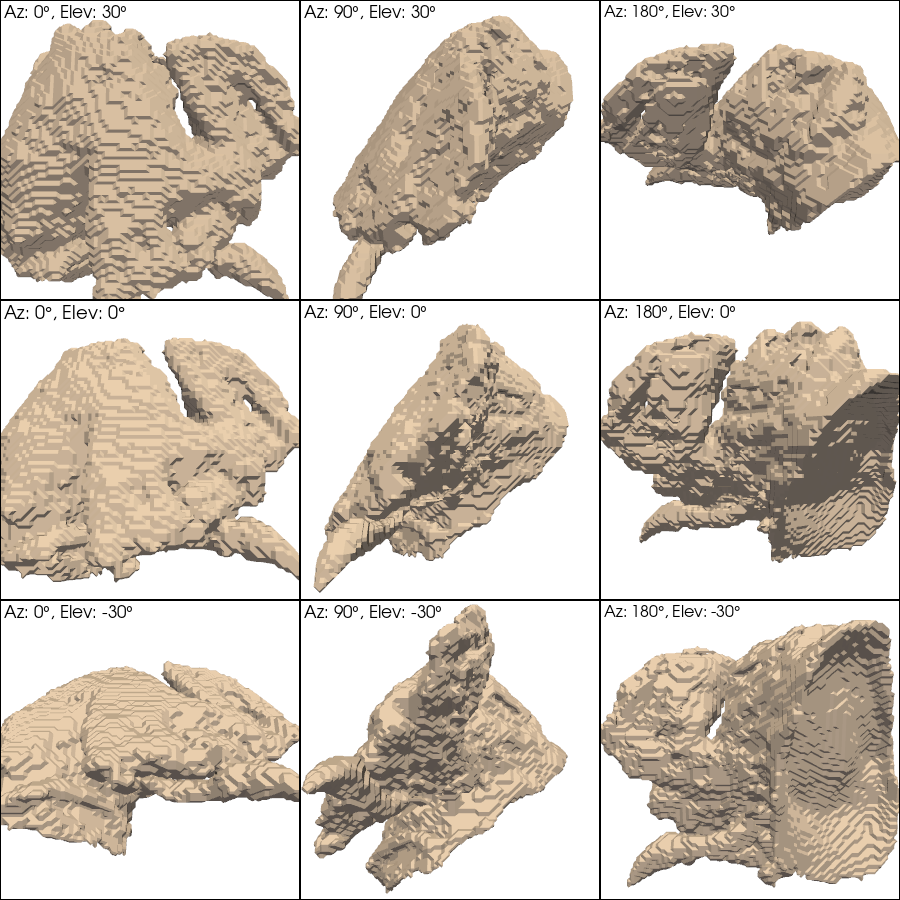 Az: 0°, Elev: 30°
Az: 90°, Elev: 30°
Az: 180°, Elev: 30°
Az: 0°, Elev: 0°
Az: 90°, Elev: 0°
Az: 180°, Elev: 0°
Az: 0°, Elev: -30°
Az: 90°, Elev: -30°
Az: 180°, Elev: -30°